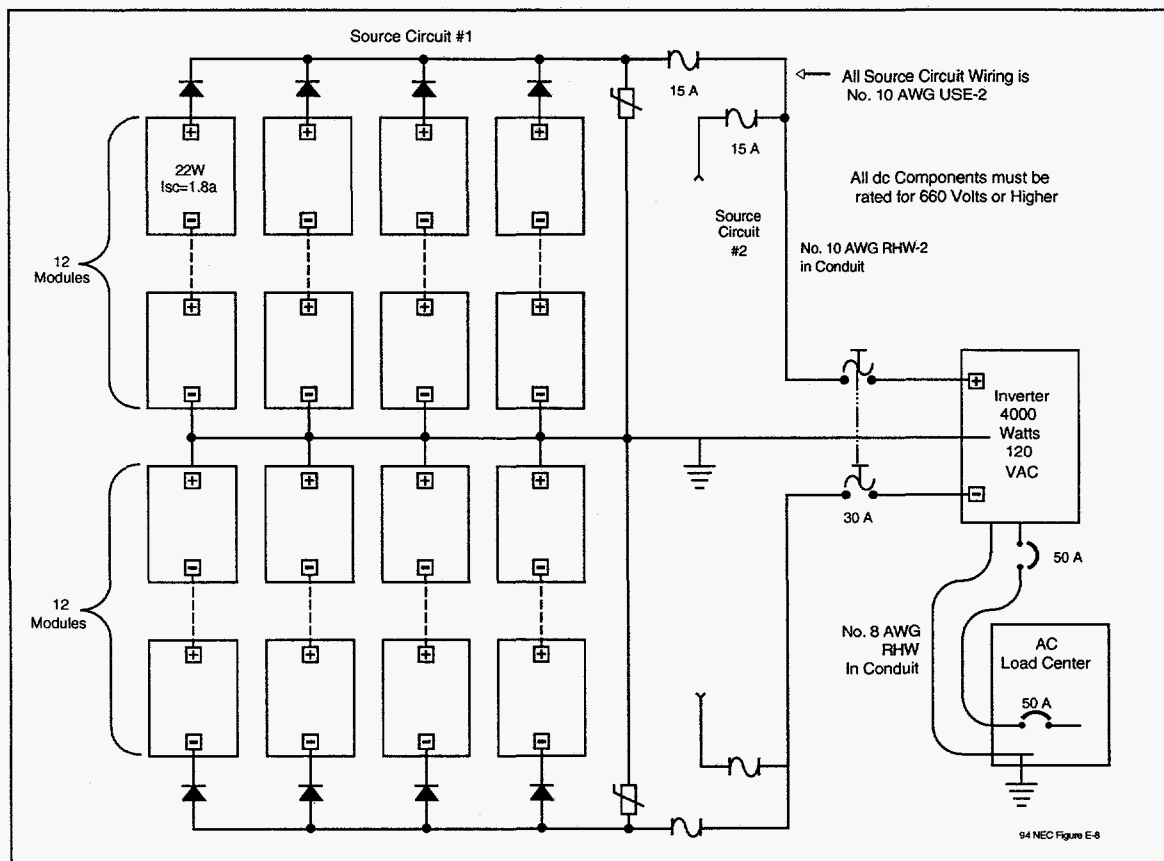 Source Circuit #1
15 A
All Source Circuit Wiring is
No. 10 AWG USE-2
+
+
+
+
15 A
22W
Isc=1.8a
All dc Components must be
rated for 660 Volts or Higher
-
-
-
-
Source
Circuit
#2
No. 10 AWG RHW-2
in Conduit
12
Modules
+
+
+
+
-
-
-
-
+
Inverter
4000
Watts
120
VAC
-
30 A
+
+
+
+
-
-
-
-
50 A
12
Modules
No. 8 AWG
RHW
In Conduit
AC
Load Center
50 A
+
+
+
+
-
-
-
-
94 NEC Figure E-8